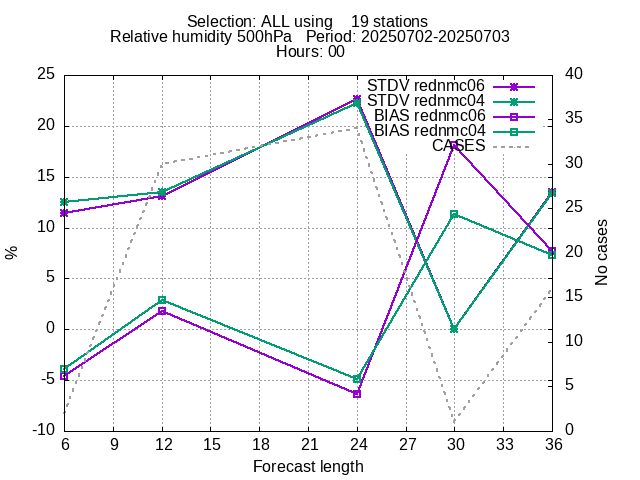 Selection: ALL using    19 stations
Relative humidity 500hPa   Period: 20250702-20250703
Hours: 00
25
20
15
10
5
0
-5
-10
%
40
35
30
25
20
15
10
5
0
No cases
STDV rednmc06
STDV rednmc04
BIAS rednmc06
BIAS rednmc04
CASES
6 9 12 15 18 21 24 27 30 33 36
Forecast length